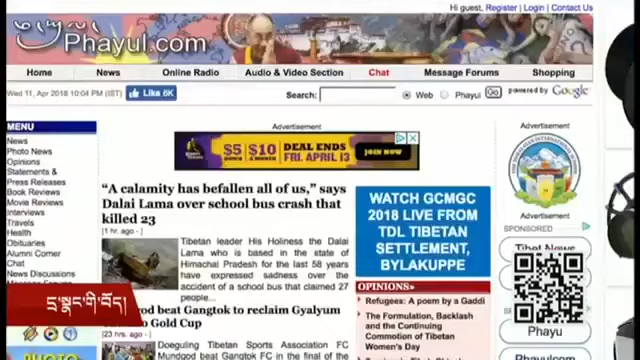 Hi guest, Register | Login | Contact Us
Phayul.com
Home News Online Radio Audio & Video Section Chat Message Forums Shopping
Wed 11, Apr 2018 10:04 PM (IST) Like 6K
Search: Web Phayul Go powered by Google
MENU
News
Photo News
Opinions
Statements &
Press Releases
Book Reviews
Movie Reviews
Interviews
Travels
Health
Obituaries
Alumni Corner
Chat
News Discussions
Advertisement
$5 $10 DEAL ENDS FRI, APRIL 13 JOIN NOW
“A calamity has befallen all of us,” says
Dalai Lama over school bus crash that
killed 23
[1 hr. ago - ]
Tibetan leader His Holiness the Dalai
Lama who is based in the state of
Himachal Pradesh for the last 58 years
have expressed sadness over the
accident of a school bus that claimed 27
people...
god beat Gangtok to reclaim Gyalyum
o Gold Cup
[23 hrs. ago - ]
Doeguling Tibetan Sports Association FC
Mundgod beat Gangtok FC in the final of the
WATCH GCMGC
2018 LIVE FROM
TDL TIBETAN
SETTLEMENT,
BYLAKUPPE
OPINIONS»
Refugees: A poem by a Gaddi
The Formulation, Backlash
and the Continuing
Commotion of Tibetan
Women's Day
Advertisement
Advertisement
Tibet News
Phayu
Phayulcom
དྲ་སྣང་གི་བོད།
PHOTO